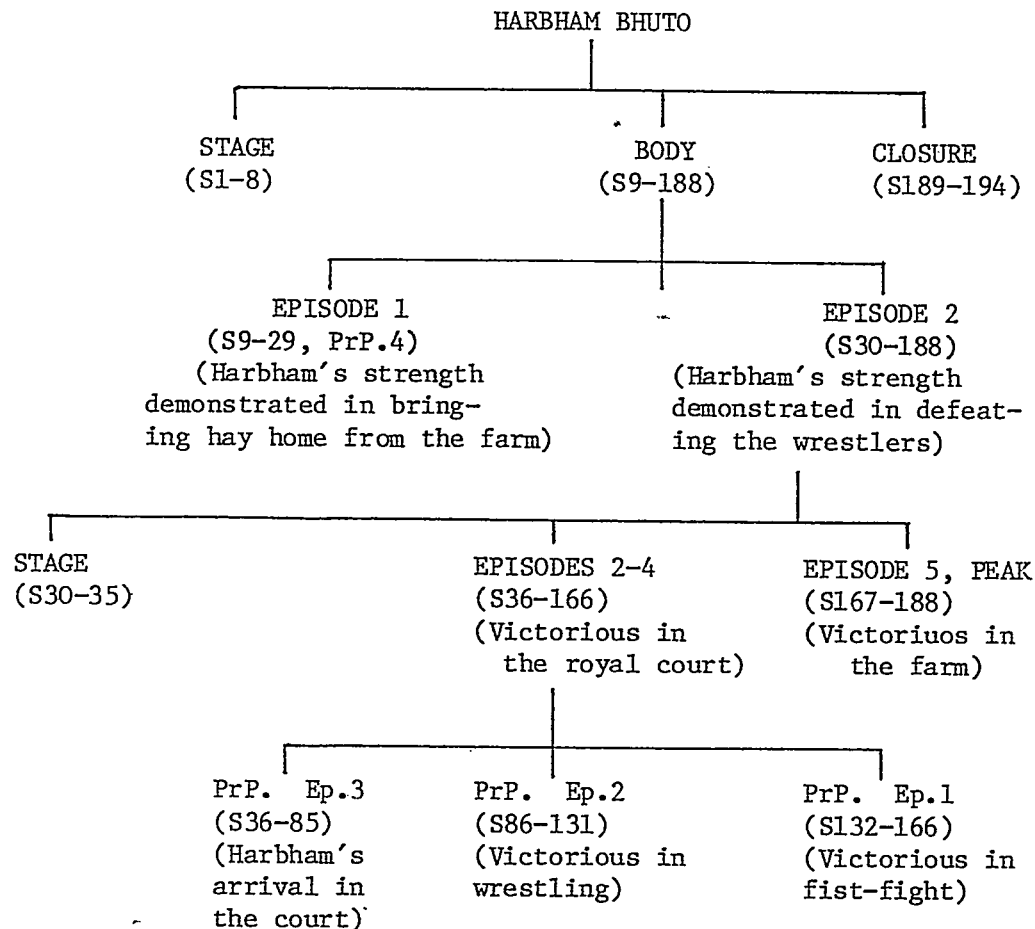 HARBHAM BHUTO
STAGE
(S1-8)
BODY
(S9-188)
CLOSURE
(S189-194)
EPISODE 1
(S9-29, PrP.4)
(Harbham's strength
demonstrated in bring-
ing hay home from the farm)
EPISODE 2
(S30-188)
(Harbham's strength
demonstrated in defeat-
ing the wrestlers)
STAGE
(S30-35)
EPISODES 2-4
(S36-166)
(Victorious in
the royal court)
EPISODE 5, PEAK
(S167-188)
(Victoriuos in
the farm)
PrP. Ep.3
(S36-85)
(Harbham's
arrival in
the court)
PrP. Ep.2
(S86-131)
(Victorious in
wrestling)
PrP. Ep.1
(S132-166)
(Victorious in
fist-fight)